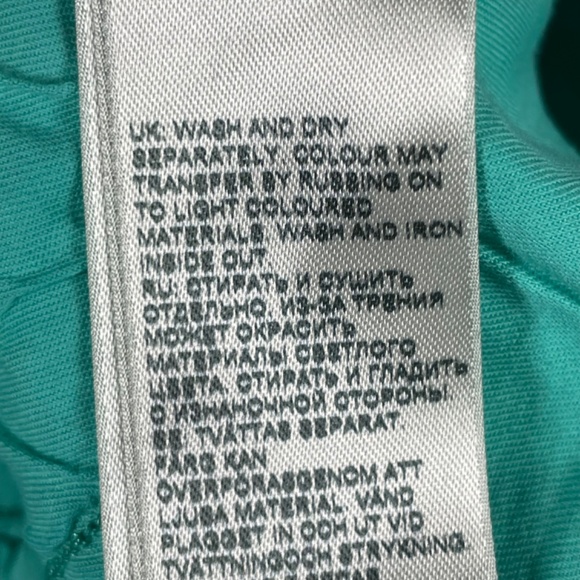 UK: WASH AND DRY
SEPARATELY. COLOUR MAY
TRANSFER BY RUBBING ON
TO LIGHT COLOURED
MATERIALS. WASH AND IRON
INSIDE OUT
RU: СТИРАТЬ И СУШИТЬ
ОТДЕЛЬНО. ИЗ-ЗА ТРЕНИЯ
МОЖЕТ ОКРАСИТЬ
МАТЕРИАЛЫ СВЕТЛОГО
ЦВЕТА. СТИРАТЬ И ГЛАДИТЬ
С ИЗНАНОЧНОЙ СТОРОНЫ
SE: TVÄTTAS SEPARAT
FÄRG KAN
ÖVERFÖRASGENOM ATT
LJUSA MATERIAL. VÄND
PLAGGET IN OCH UT VID
TVÄTTNINGOCH STRYKNING.